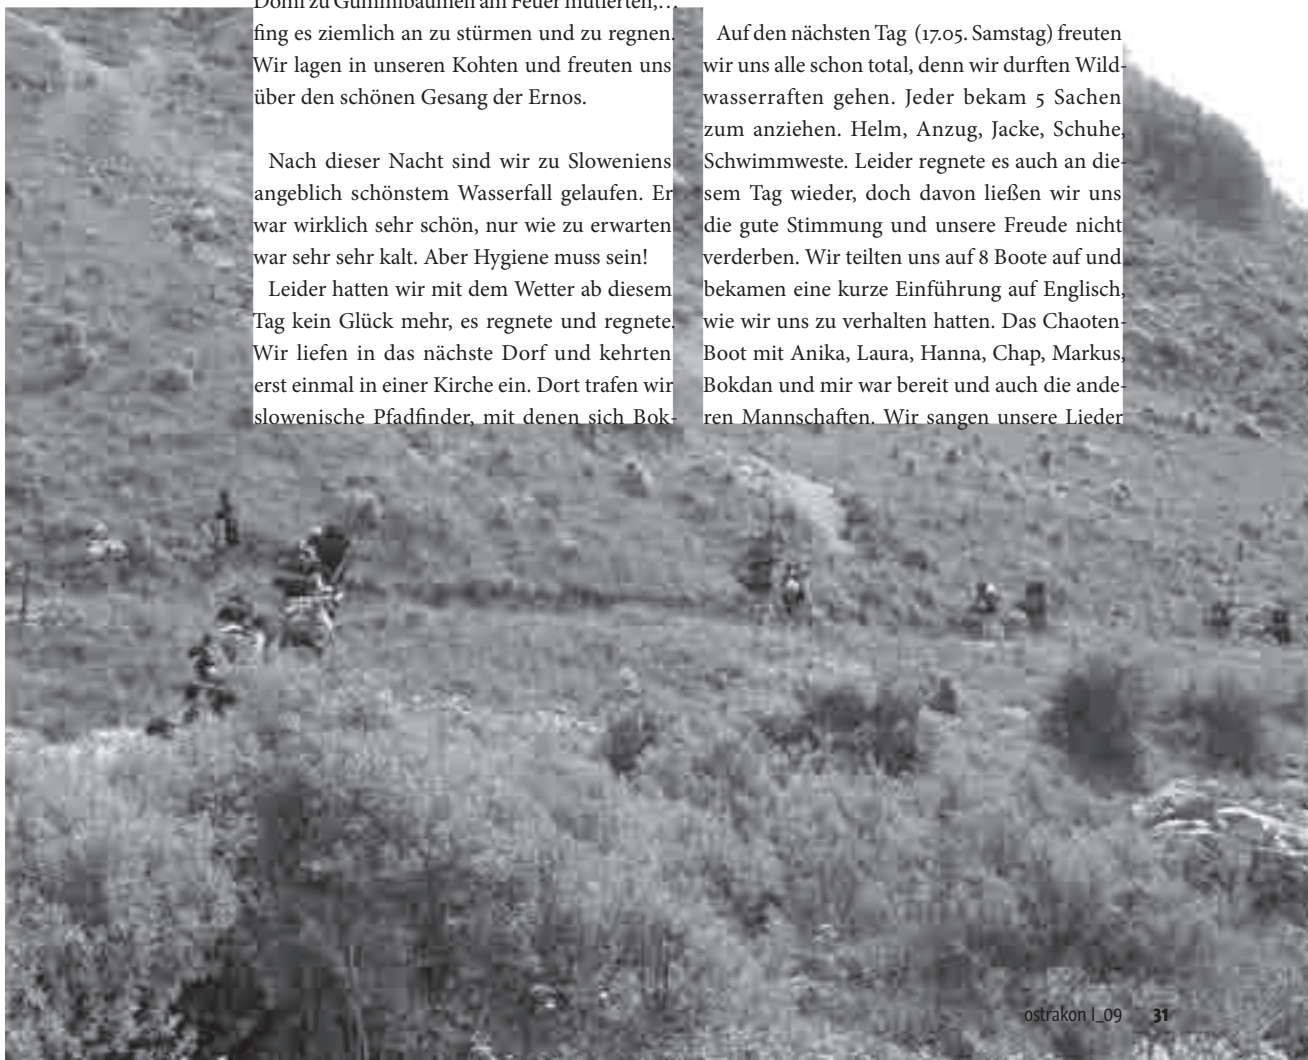 Domi zu Gummibäumen am Feuer mutierten,…
fing es ziemlich an zu stürmen und zu regnen.
Wir lagen in unseren Kohten und freuten uns
über den schönen Gesang der Ernos.
Nach dieser Nacht sind wir zu Sloweniens
angeblich schönstem Wasserfall gelaufen. Er
war wirklich sehr schön, nur wie zu erwarten
war sehr sehr kalt. Aber Hygiene muss sein!
Leider hatten wir mit dem Wetter ab diesem
Tag kein Glück mehr, es regnete und regnete.
Wir liefen in das nächste Dorf und kehrten
erst einmal in einer Kirche ein. Dort trafen wir
slowenische Pfadfinder, mit denen sich Bok-
Auf den nächsten Tag (17.05. Samstag) freuten
wir uns alle schon total, denn wir durften Wild-
wasserraften gehen. Jeder bekam 5 Sachen
zum anziehen. Helm, Anzug, Jacke, Schuhe,
Schwimmweste. Leider regnete es auch an die-
sem Tag wieder, doch davon ließen wir uns
die gute Stimmung und unsere Freude nicht
verderben. Wir teilten uns auf 8 Boote auf und
bekamen eine kurze Einführung auf Englisch,
wie wir uns zu verhalten hatten. Das Chaoten-
Boot mit Anika, Laura, Hanna, Chap, Markus,
Bokdan und mir war bereit und auch die ande-
ren Mannschaften. Wir sangen unsere Lieder
ostrakon I_09 31